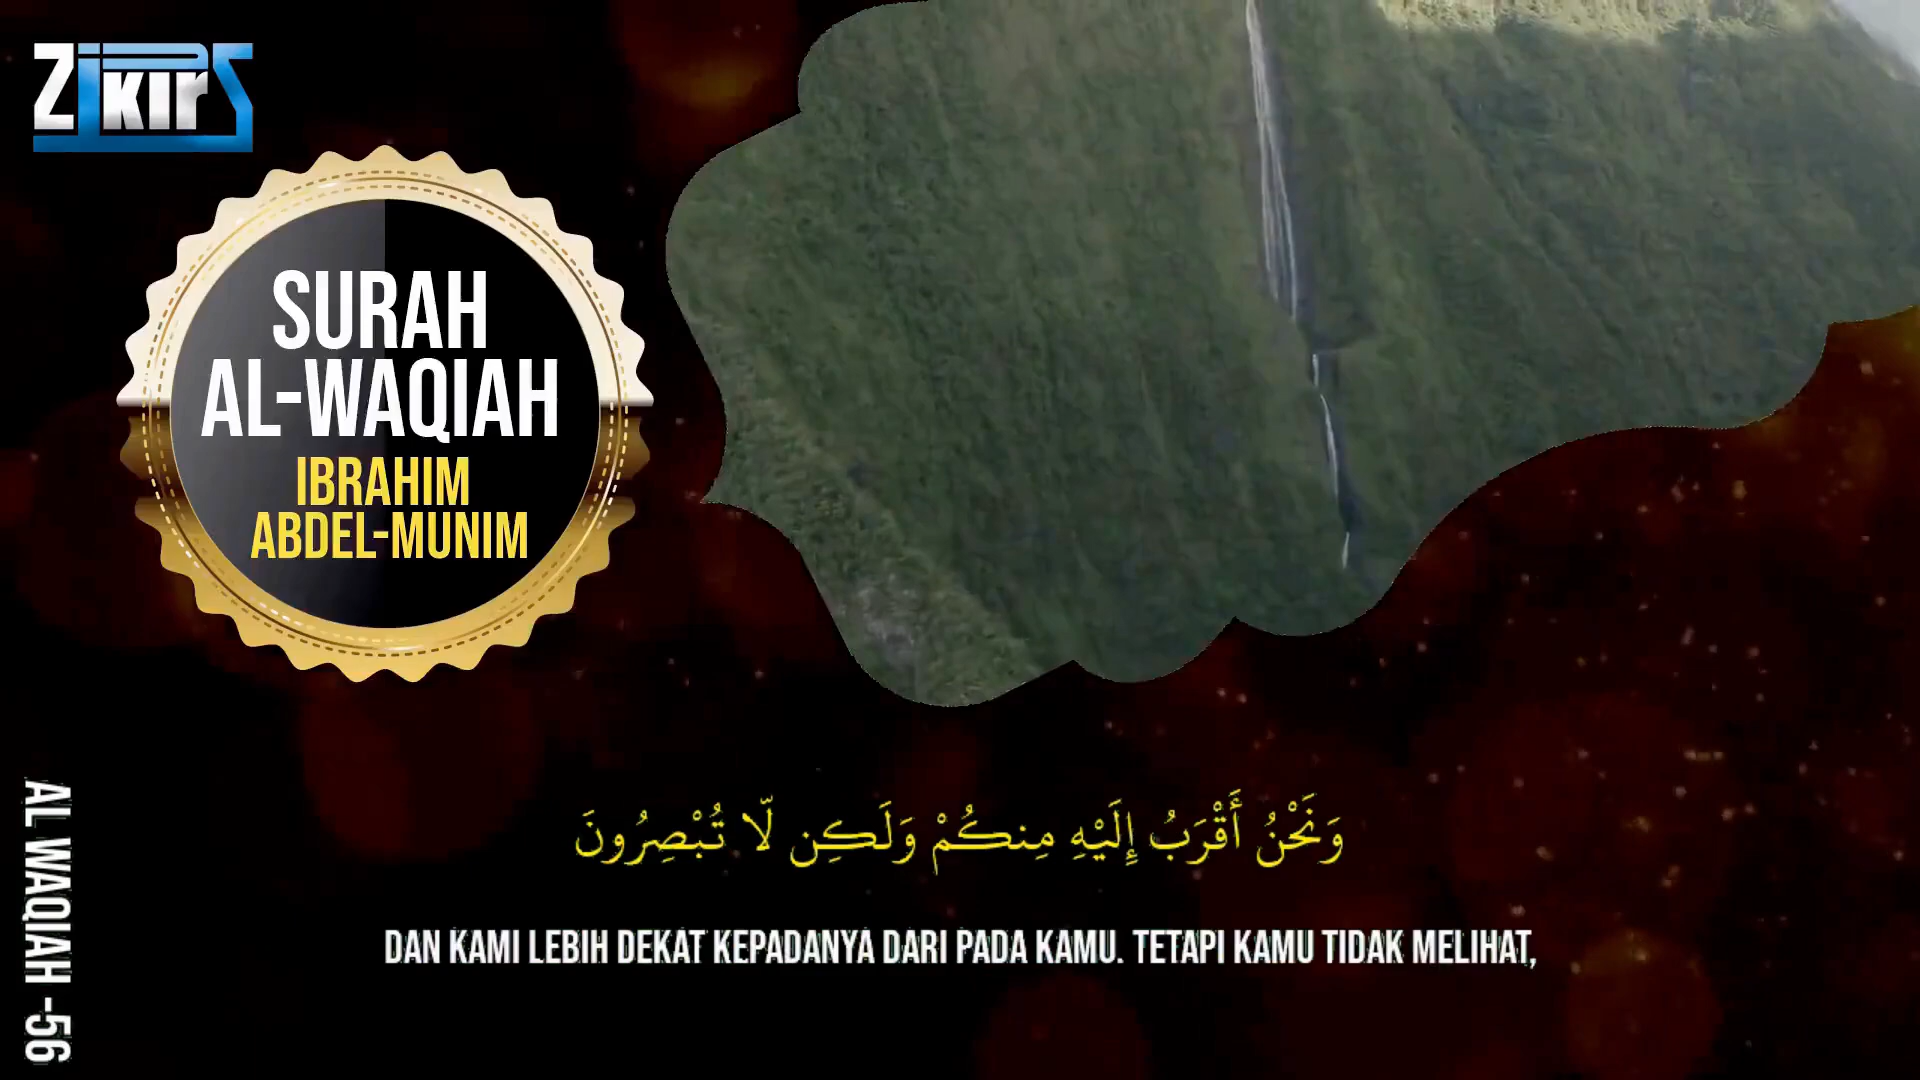 Zikir
SURAH
AL-WAQIAH
IBRAHIM
ABDEL-MUNIM
وَنَحْنُ أَقْرَبُ إِلَيْهِ مِنكُمْ وَلَكِن لَّا تُبْصِرُونَ
DAN KAMI LEBIH DEKAT KEPADANYA DARI PADA KAMU. TETAPI KAMU TIDAK MELIHAT,
AL WAQIAH -56